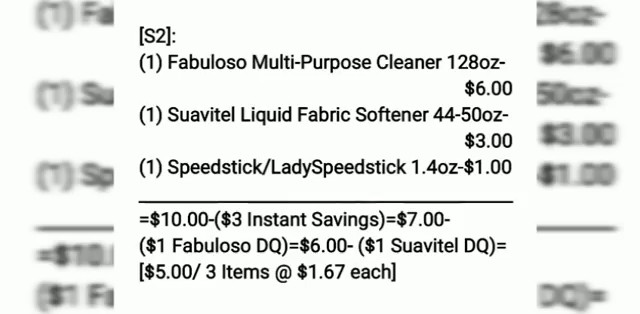 [S2]:
(1) Fabuloso Multi-Purpose Cleaner 128oz-
$6.00
(1) Suavitel Liquid Fabric Softener 44-50oz-
$3.00
(1) Speedstick/LadySpeedstick 1.4oz-$1.00
=$10.00-($3 Instant Savings)=$7.00-
($1 Fabuloso DQ)=$6.00- ($1 Suavitel DQ)=
[$5.00/ 3 Items @ $1.67 each]